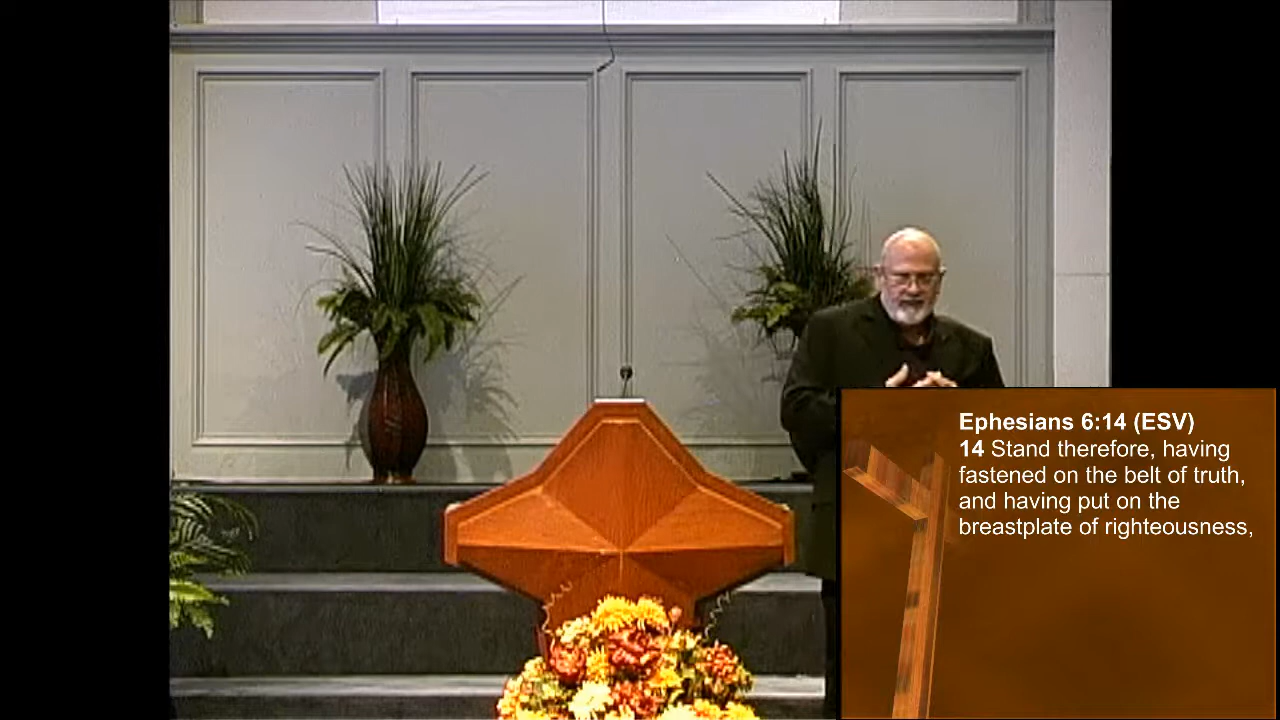 Ephesians 6:14 (ESV)
14 Stand therefore, having
fastened on the belt of truth,
and having put on the
breastplate of righteousness,